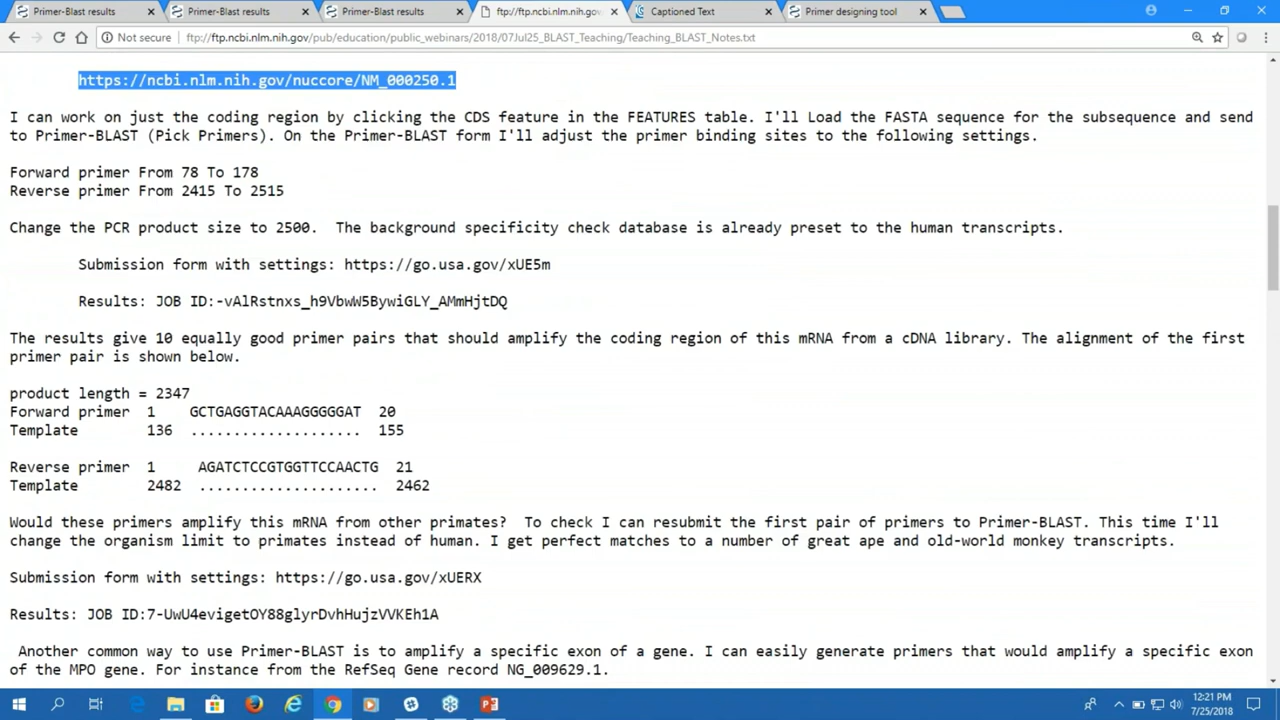 Primer-Blast results
Primer-Blast results
Primer-Blast results
ftp://ftp.ncbi.nlm.nih.gov
Captioned Text
Primer designing tool
Not secure
ftp://ftp.ncbi.nlm.nih.gov/pub/education/public_webinars/2018/07Jul25_BLAST_Teaching/Teaching_BLAST_Notes.txt
https://ncbi.nlm.nih.gov/nuccore/NM_000250.1
I can work on just the coding region by clicking the CDS feature in the FEATURES table. I'll Load the FASTA sequence for the subsequence and send
to Primer-BLAST (Pick Primers). On the Primer-BLAST form I'll adjust the primer binding sites to the following settings.
Forward primer From 78 To 178
Reverse primer From 2415 To 2515
Change the PCR product size to 2500.  The background specificity check database is already preset to the human transcripts.
Submission form with settings: https://go.usa.gov/xUE5m
Results: JOB ID:-vAlRstnxs_h9VbwW5BywiGLY_AMmHjtDQ
The results give 10 equally good primer pairs that should amplify the coding region of this mRNA from a cDNA library. The alignment of the first
primer pair is shown below.
product length = 2347
Forward primer  1    GCTGAGGTACAAAGGGGGAT  20
Template        136  ....................  155
Reverse primer  1     AGATCTCCGTGGTTCCAACTG  21
Template        2482  .....................  2462
Would these primers amplify this mRNA from other primates?  To check I can resubmit the first pair of primers to Primer-BLAST. This time I'll
change the organism limit to primates instead of human. I get perfect matches to a number of great ape and old-world monkey transcripts.
Submission form with settings: https://go.usa.gov/xUERX
Results: JOB ID:7-UwU4evigetOY88glyrDvhHujzVVKEh1A
Another common way to use Primer-BLAST is to amplify a specific exon of a gene. I can easily generate primers that would amplify a specific exon
of the MPO gene. For instance from the RefSeq Gene record NG_009629.1.
12:21 PM
7/25/2018